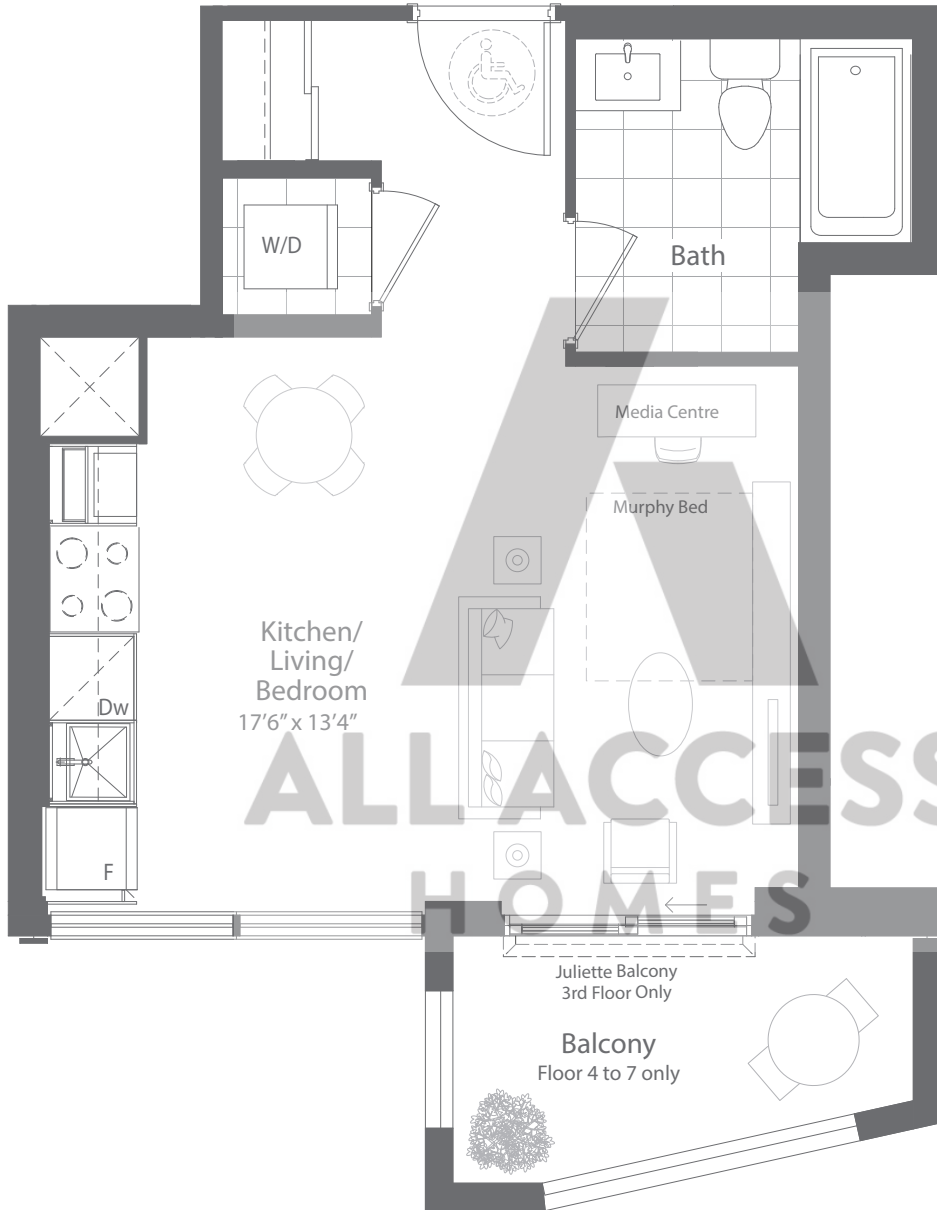 W/D
Bath
Media Centre
Murphy Bed
Kitchen/
Living/
Bedroom
17'6" x 13'4"
Dw
ALL ACCESS
HOMES
F
Juliette Balcony
3rd Floor Only
Balcony
Floor 4 to 7 only